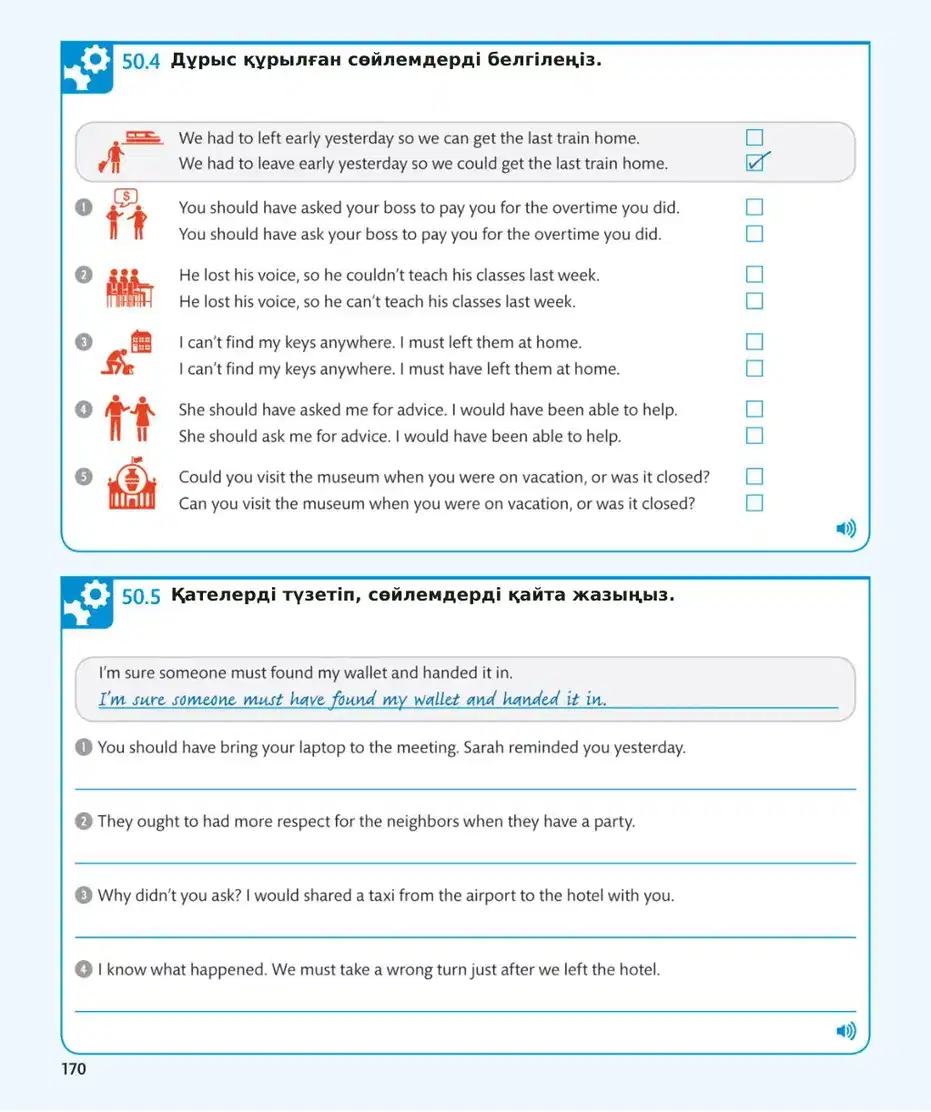 50.4 Дұрыс құрылған сөйлемдерді белгілеңіз.
We had to left early yesterday so we can get the last train home.
We had to leave early yesterday so we could get the last train home.
$
1 You should have asked your boss to pay you for the overtime you did.
You should have ask your boss to pay you for the overtime you did.
2 He lost his voice, so he couldn't teach his classes last week.
He lost his voice, so he can't teach his classes last week.
3 I can't find my keys anywhere. I must left them at home.
I can't find my keys anywhere. I must have left them at home.
4 She should have asked me for advice. I would have been able to help.
She should ask me for advice. I would have been able to help.
5 Could you visit the museum when you were on vacation, or was it closed?
Can you visit the museum when you were on vacation, or was it closed?
50.5 Қателерді түзетіп, сөйлемдерді қайта жазыңыз.
I'm sure someone must found my wallet and handed it in.
I'm sure someone must have found my wallet and handed it in.
1 You should have bring your laptop to the meeting. Sarah reminded you yesterday.
2 They ought to had more respect for the neighbors when they have a party.
3 Why didn't you ask? I would shared a taxi from the airport to the hotel with you.
4 I know what happened. We must take a wrong turn just after we left the hotel.
170